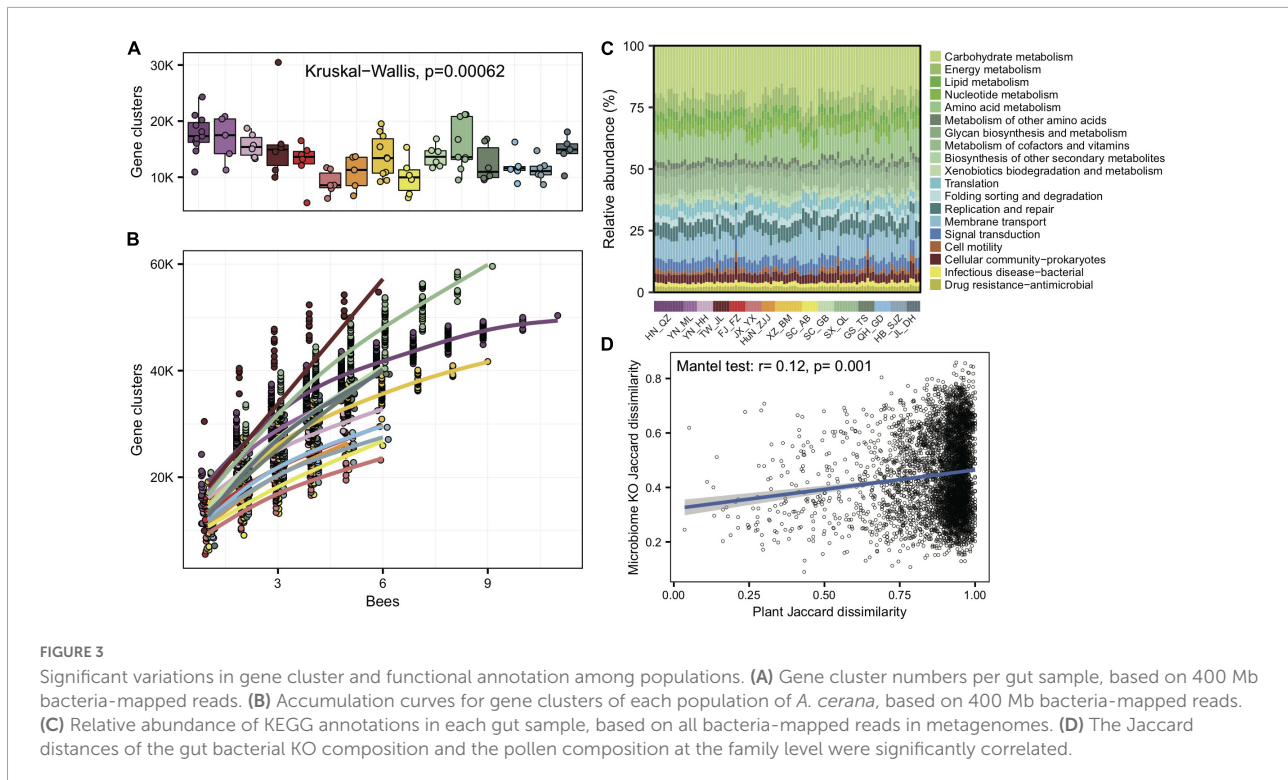 A
30K
20K
10K
Gene clusters
Kruskal−Wallis, p=0.00062
B
60K
40K
20K
Gene clusters
3
6
9
Bees
C
100
75
50
25
0
Relative abundance (%)
Carbohydrate metabolism
Energy metabolism
Lipid metabolism
Nucleotide metabolism
Amino acid metabolism
Metabolism of other amino acids
Glycan biosynthesis and metabolism
Metabolism of cofactors and vitamins
Biosynthesis of other secondary metabolites
Xenobiotics biodegradation and metabolism
Translation
Folding sorting and degradation
Replication and repair
Membrane transport
Signal transduction
Cell motility
Cellular community−prokaryotes
Infectious disease−bacterial
Drug resistance−antimicrobial
HN_QZ
YN_ML
YN_HH
TW_JL
FJ_FZ
JX_YX
HuN_ZJJ
XZ_BM
SC_AB
SC_GB
SX_QL
GS_TS
QH_GD
HB_SJZ
JL_DH
D
Mantel test: r= 0.12, p= 0.001
0.8
0.6
0.4
0.2
Microbiome KO Jaccard dissimilarity
0.00
0.25
0.50
0.75
1.00
Plant Jaccard dissimilarity
FIGURE 3
Significant variations in gene cluster and functional annotation among populations. (A) Gene cluster numbers per gut sample, based on 400 Mb
bacteria-mapped reads. (B) Accumulation curves for gene clusters of each population of A. cerana, based on 400 Mb bacteria-mapped reads.
(C) Relative abundance of KEGG annotations in each gut sample, based on all bacteria-mapped reads in metagenomes. (D) The Jaccard
distances of the gut bacterial KO composition and the pollen composition at the family level were significantly correlated.